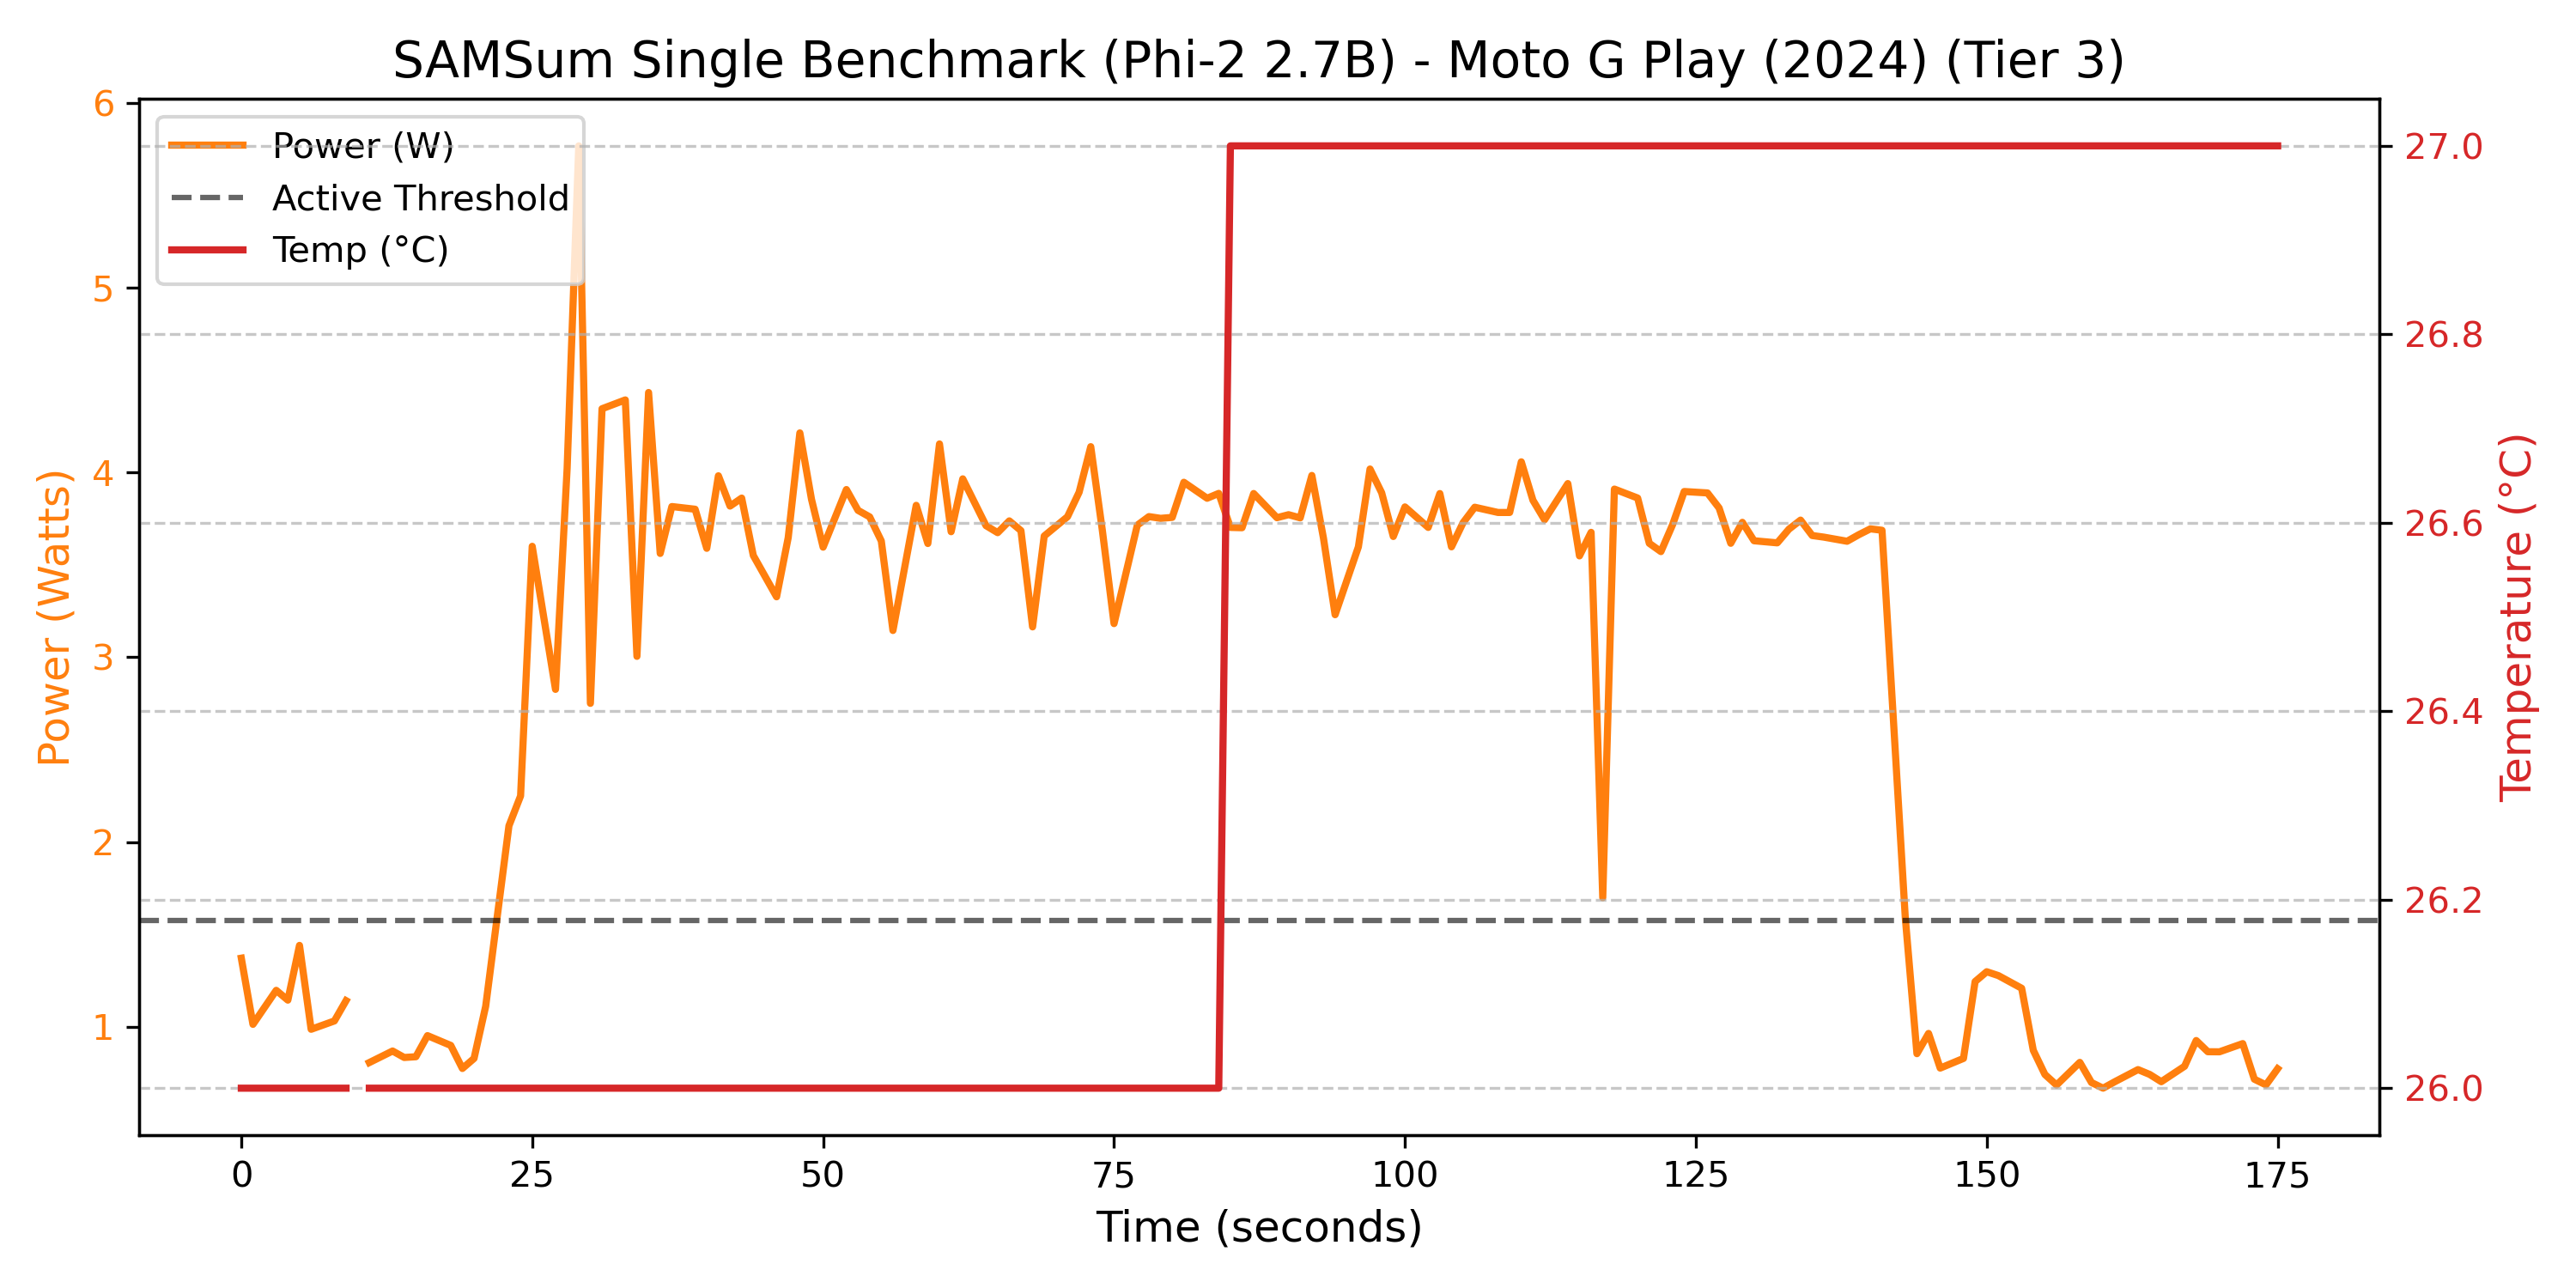 SAMSum Single Benchmark (Phi-2 2.7B) - Moto G Play (2024) (Tier 3)
Power (W)
Active Threshold
Temp (°C)
Power (Watts)
6
5
4
3
2
1
27.0
26.8
26.6
26.4
26.2
26.0
Temperature (°C)
0 25 50 75 100 125 150 175
Time (seconds)